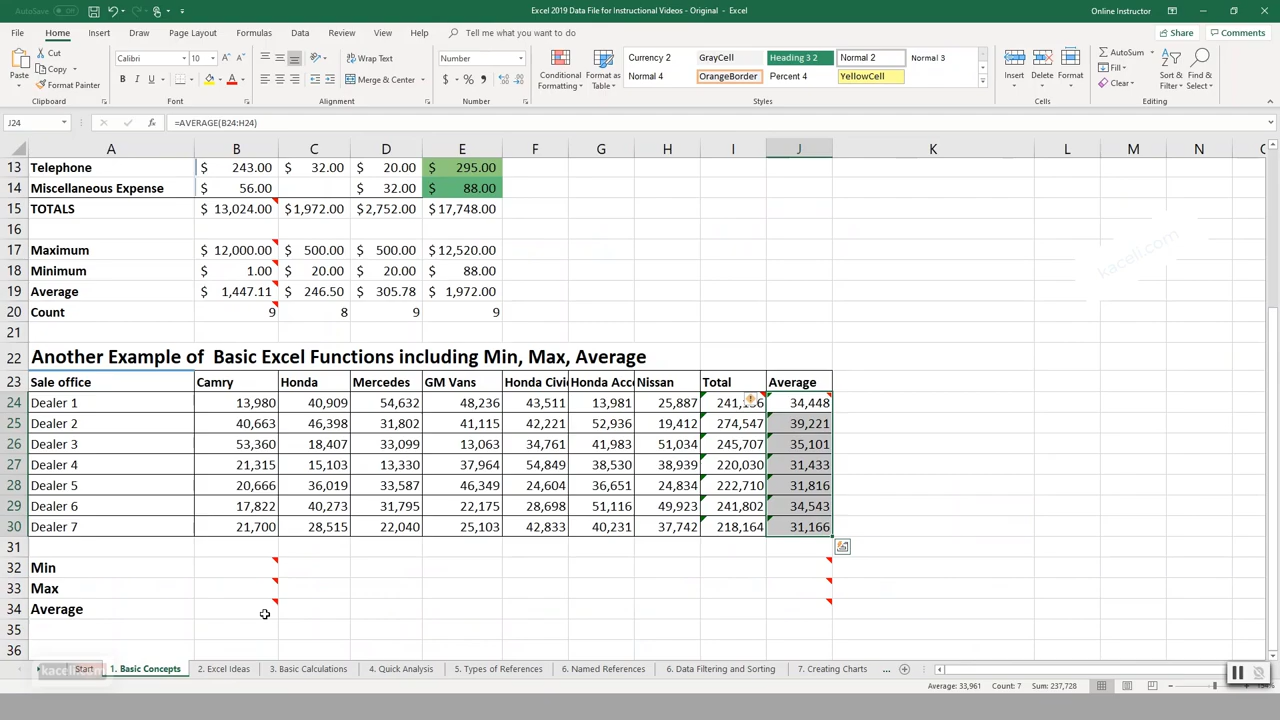 AutoSave Off
Excel 2019 Data File for Instructional Videos - Original - Excel
Online Instructor
File Home Insert Draw Page Layout Formulas Data Review View Help Tell me what you want to do Share Comments
Paste Cut Copy Format Painter
Calibri 10
B I U A A A
Wrap Text
Merge & Center
Number
$ % ,
Conditional Formatting Format as Table
Currency 2 GrayCell Heading 3 2 Normal 2 Normal 3
Normal 4 OrangeBorder Percent 4 YellowCell
Insert Delete Format
AutoSum Fill Clear
Sort & Filter Find & Select
Clipboard Font Alignment Number Styles Cells Editing
J24 fx =AVERAGE(B24:H24)
A B C D E F G H I J K L M N
13 Telephone $ 243.00 $ 32.00 $ 20.00 $ 295.00
14 Miscellaneous Expense $ 56.00 $ 32.00 $ 88.00
15 TOTALS $ 13,024.00 $1,972.00 $2,752.00 $17,748.00
16
17 Maximum $ 12,000.00 $ 500.00 $ 500.00 $12,520.00
18 Minimum $ 1.00 $ 20.00 $ 20.00 $ 88.00
19 Average $ 1,447.11 $ 246.50 $ 305.78 $ 1,972.00
20 Count 9 8 9 9
21
22 Another Example of Basic Excel Functions including Min, Max, Average
23 Sale office Camry Honda Mercedes GM Vans Honda Civi Honda Acc Nissan Total Average
24 Dealer 1 13,980 40,909 54,632 48,236 43,511 13,981 25,887 34,448
25 Dealer 2 40,663 46,398 31,802 41,115 42,221 52,936 19,412 274,547 39,221
26 Dealer 3 53,360 18,407 33,099 13,063 34,761 41,983 51,034 245,707 35,101
27 Dealer 4 21,315 15,103 13,330 37,964 54,849 38,530 38,939 220,030 31,433
28 Dealer 5 20,666 36,019 33,587 46,349 24,604 36,651 24,834 222,710 31,816
29 Dealer 6 17,822 40,273 31,795 22,175 28,698 51,116 49,923 241,802 34,543
30 Dealer 7 21,700 28,515 22,040 25,103 42,833 40,231 37,742 218,164 31,166
31
32 Min
33 Max
34 Average
35
36
kaceli.com
Start 1. Basic Concepts 2. Excel Ideas 3. Basic Calculations 4. Quick Analysis 5. Types of References 6. Named References 6. Data Filtering and Sorting 7. Creating Charts ...
kaceli.com
Average: 33,961 Count: 7 Sum: 237,728